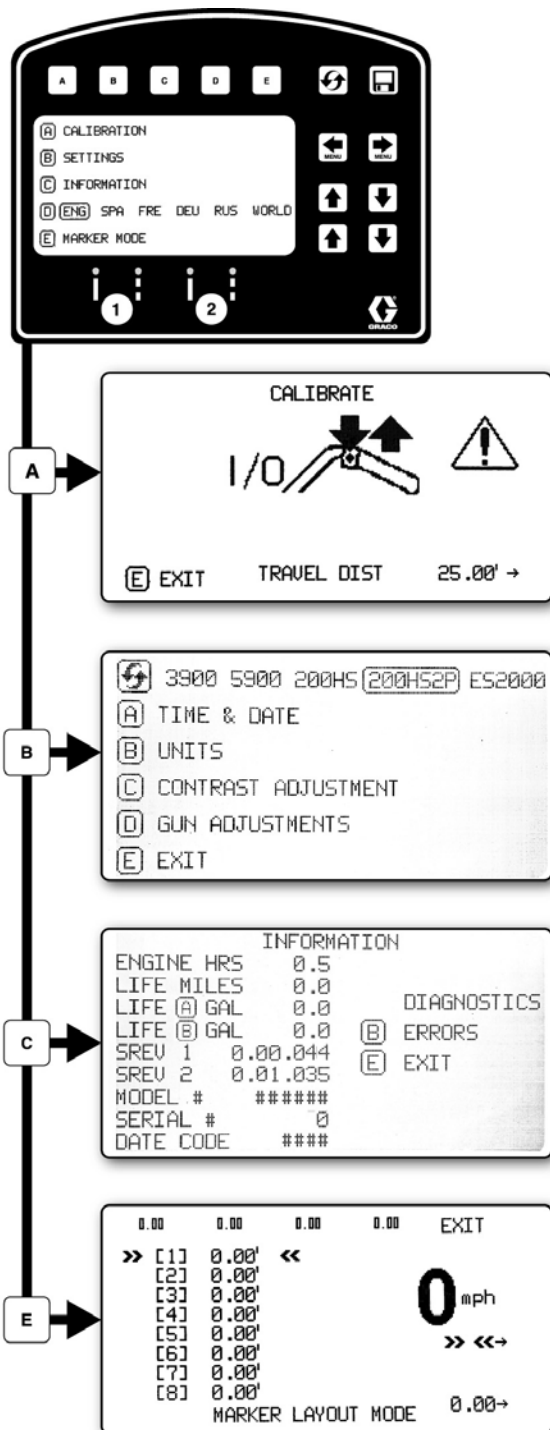 A B C D E
A CALIBRATION
B SETTINGS
C INFORMATION
D ENG SPA FRE DEU RUS WORLD
E MARKER MODE
MENU MENU
1 2
GRACO
A
CALIBRATE
I/O
E EXIT TRAVEL DIST 25.00' →
B
3900 5900 200HS 200HS2P ES2000
A TIME & DATE
B UNITS
C CONTRAST ADJUSTMENT
D GUN ADJUSTMENTS
E EXIT
C
INFORMATION
ENGINE HRS 0.5
LIFE MILES 0.0
LIFE A GAL 0.0 DIAGNOSTICS
LIFE B GAL 0.0 B ERRORS
SREV 1 0.00.044 E EXIT
SREV 2 0.01.035
MODEL # ######
SERIAL # 0
DATE CODE ####
E
0.00 0.00 0.00 0.00 EXIT
>> [1] 0.00' <<
[2] 0.00'
[3] 0.00' 0 mph
[4] 0.00'
[5] 0.00' >> <<→
[6] 0.00'
[7] 0.00'
[8] 0.00' 0.00→
MARKER LAYOUT MODE